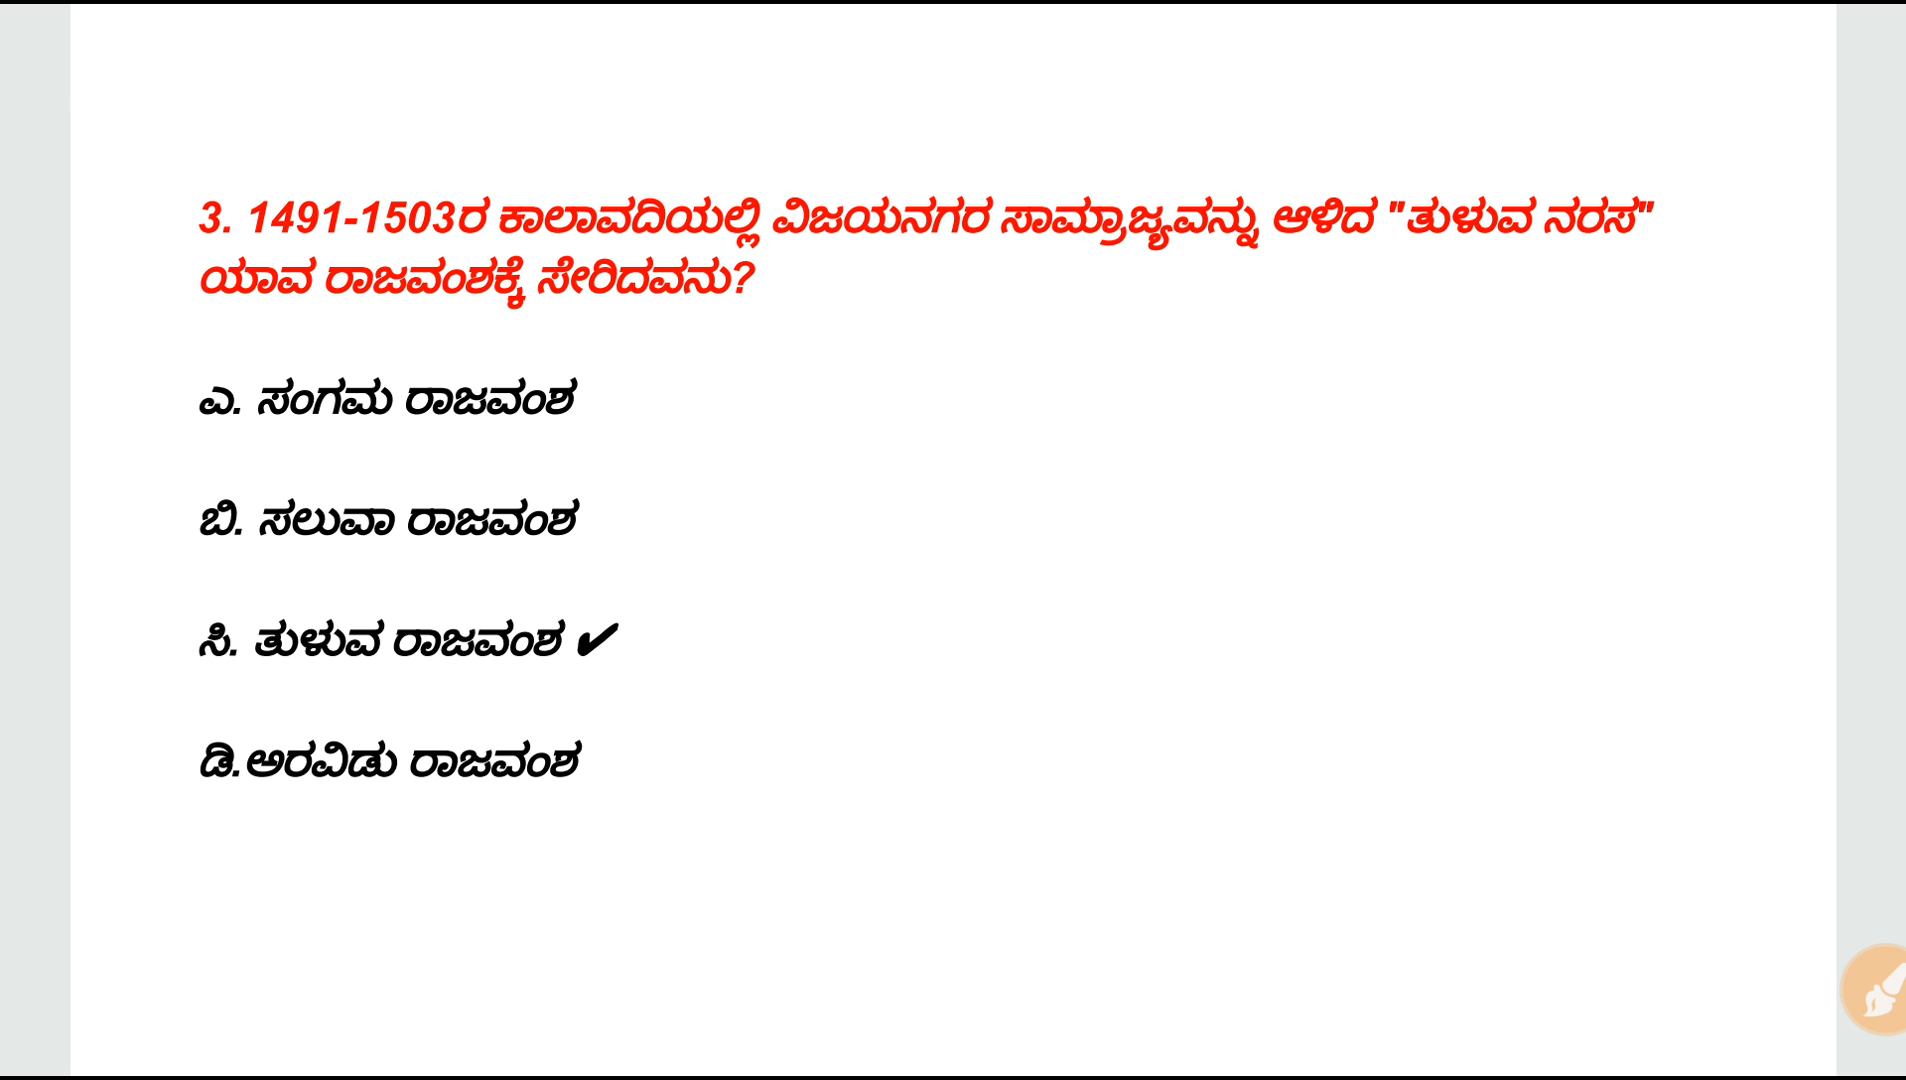 3. 1491-1503ರ ಕಾಲಾವದಿಯಲ್ಲಿ ವಿಜಯನಗರ ಸಾಮ್ರಾಜ್ಯವನ್ನು ಆಳಿದ "ತುಳುವ ನರಸ"
ಯಾವ ರಾಜವಂಶಕ್ಕೆ ಸೇರಿದವನು?
ಎ. ಸಂಗಮ ರಾಜವಂಶ
ಬಿ. ಸಲುವಾ ರಾಜವಂಶ
ಸಿ. ತುಳುವ ರಾಜವಂಶ ✔
ಡಿ.ಅರವಿಡು ರಾಜವಂಶ